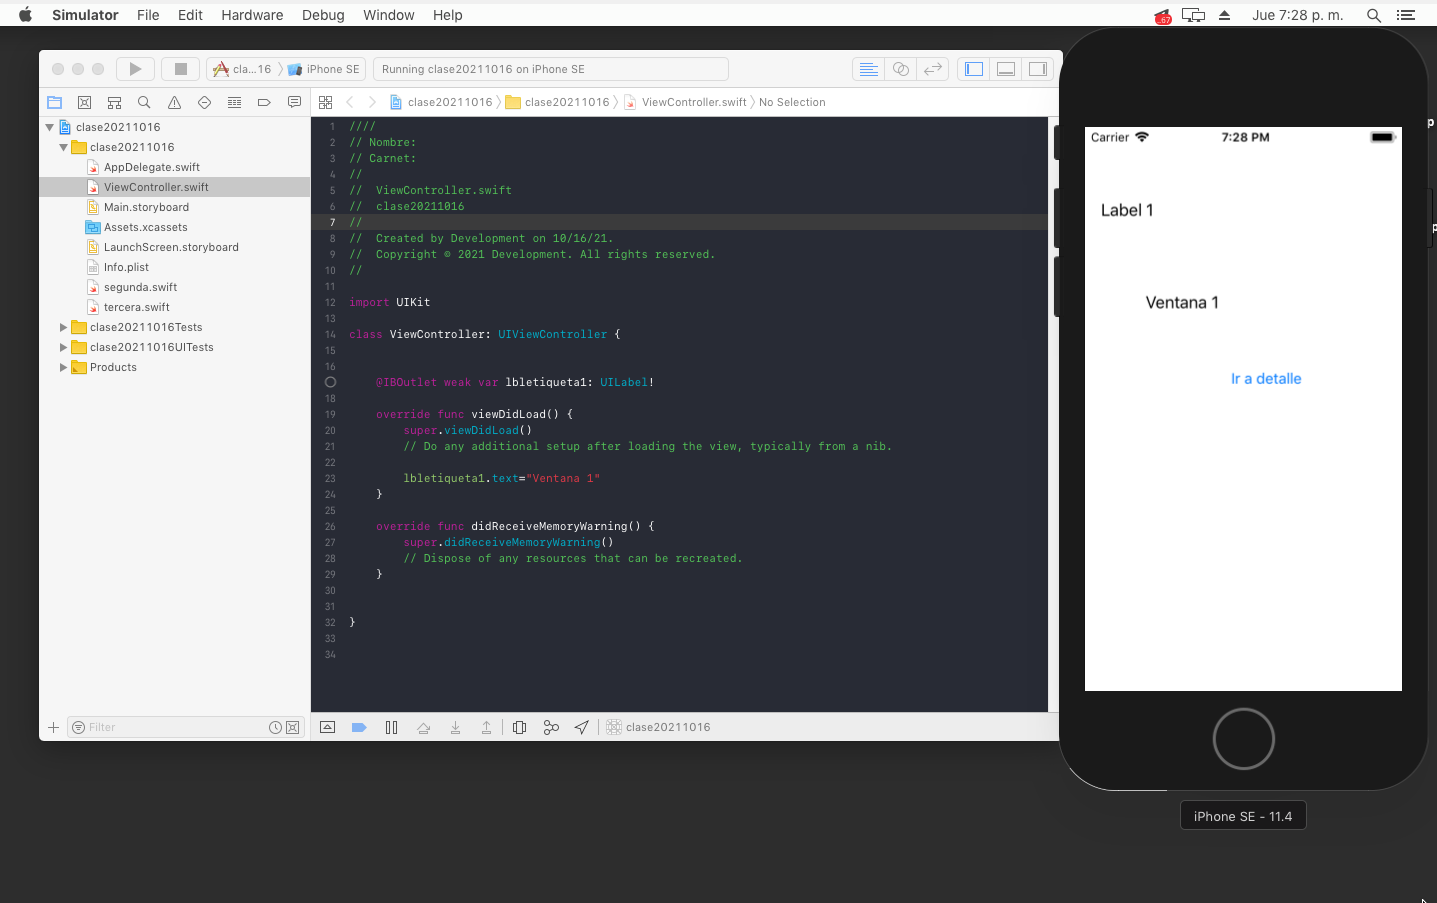 Simulator File Edit Hardware Debug Window Help
.67
Jue 7:28 p. m.
cla...16 iPhone SE
Running clase20211016 on iPhone SE
clase20211016 clase20211016 ViewController.swift No Selection
clase20211016
clase20211016
AppDelegate.swift
ViewController.swift
Main.storyboard
Assets.xcassets
LaunchScreen.storyboard
Info.plist
segunda.swift
tercera.swift
clase20211016Tests
clase20211016UITests
Products
Filter
1 ////
2 // Nombre:
3 // Carnet:
4 //
5 //  ViewController.swift
6 //  clase20211016
7 //
8 //  Created by Development on 10/16/21.
9 //  Copyright © 2021 Development. All rights reserved.
10 //
11
12 import UIKit
13
14 class ViewController: UIViewController {
15
16
@IBOutlet weak var lbletiqueta1: UILabel!
18
19 override func viewDidLoad() {
20 super.viewDidLoad()
21 // Do any additional setup after loading the view, typically from a nib.
22
23 lbletiqueta1.text="Ventana 1"
24 }
25
26 override func didReceiveMemoryWarning() {
27 super.didReceiveMemoryWarning()
28 // Dispose of any resources that can be recreated.
29 }
30
31
32 }
33
34
clase20211016
Carrier 7:28 PM
Label 1
Ventana 1
Ir a detalle
iPhone SE - 11.4
p
p